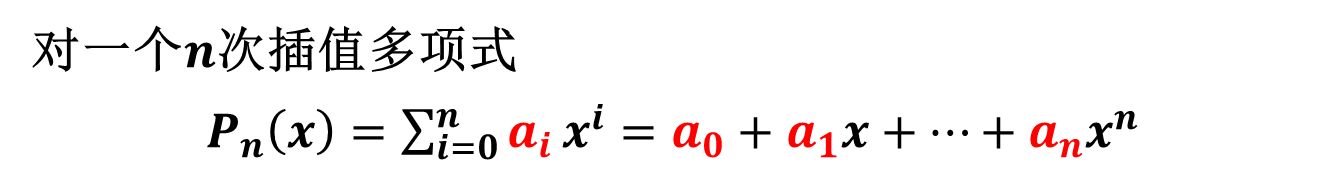 对一个n次插值多项式
Pₙ(x) = ∑ⁿᵢ₌₀ aᵢ xⁱ = a₀ + a₁x + ⋯ + aₙxⁿ